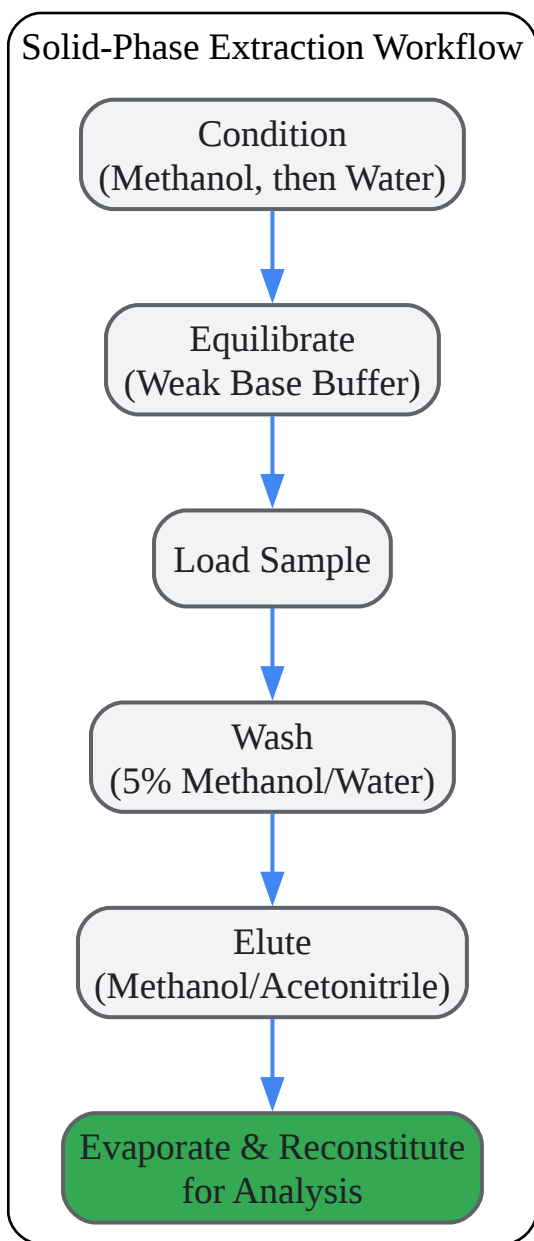 Solid-Phase Extraction Workflow
Condition
(Methanol, then Water)
Equilibrate
(Weak Base Buffer)
Load Sample
Wash
(5% Methanol/Water)
Elute
(Methanol/Acetonitrile)
Evaporate & Reconstitute
for Analysis